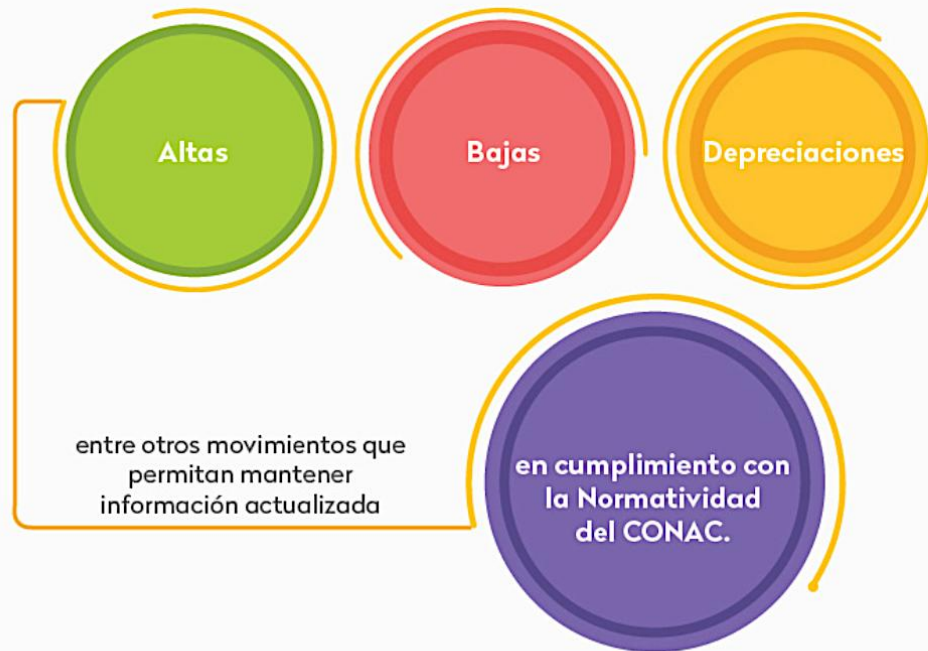 Altas
Bajas
Depreciaciones
entre otros movimientos que
permitan mantener
información actualizada
en cumplimiento con
la Normatividad
del CONAC.